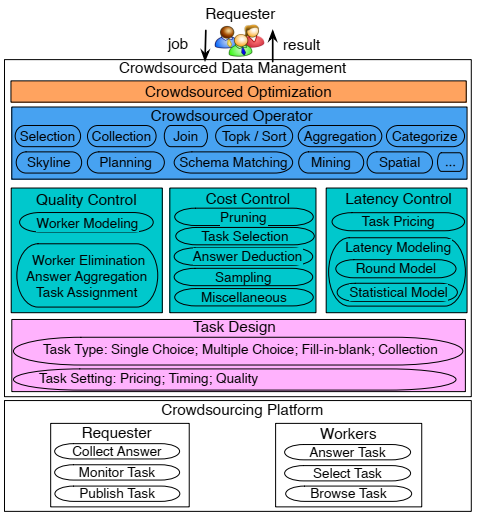 Requester
job
result
Crowdsourced Data Management
Crowdsourced Optimization
Crowdsourced Operator
Selection
Collection
Join
Topk / Sort
Aggregation
Categorize
Skyline
Planning
Schema Matching
Mining
Spatial
...
Quality Control
Worker Modeling
Worker Elimination
Answer Aggregation
Task Assignment
Cost Control
Pruning
Task Selection
Answer Deduction
Sampling
Miscellaneous
Latency Control
Task Pricing
Latency Modeling
Round Model
Statistical Model
Task Design
Task Type: Single Choice; Multiple Choice; Fill-in-blank; Collection
Task Setting: Pricing; Timing; Quality
Crowdsourcing Platform
Requester
Collect Answer
Monitor Task
Publish Task
Workers
Answer Task
Select Task
Browse Task